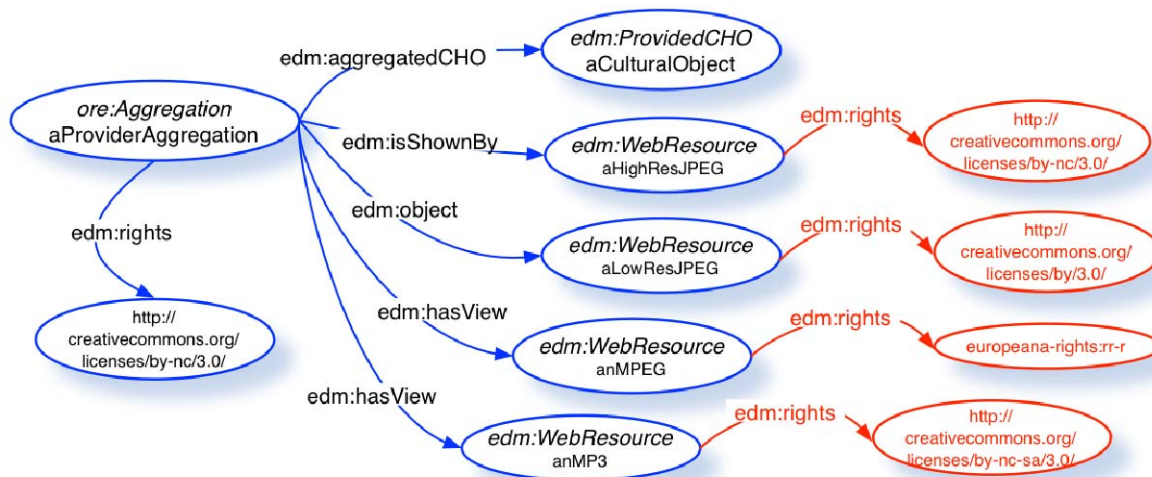 edm:ProvidedCHO
aCulturalObject
edm:aggregatedCHO
ore:Aggregation
aProviderAggregation
edm:isShownBy
edm:WebResource
aHighResJPEG
edm:rights
http://
creativecommons.org/
licenses/by-nc/3.0/
edm:object
edm:WebResource
aLowResJPEG
edm:rights
http://
creativecommons.org/
licenses/by/3.0/
edm:rights
http://
creativecommons.org/
licenses/by-nc/3.0/
edm:hasView
edm:WebResource
anMPEG
edm:rights
europeana-rights:rr-r
edm:hasView
edm:WebResource
anMP3
edm:rights
http://
creativecommons.org/
licenses/by-nc-sa/3.0/